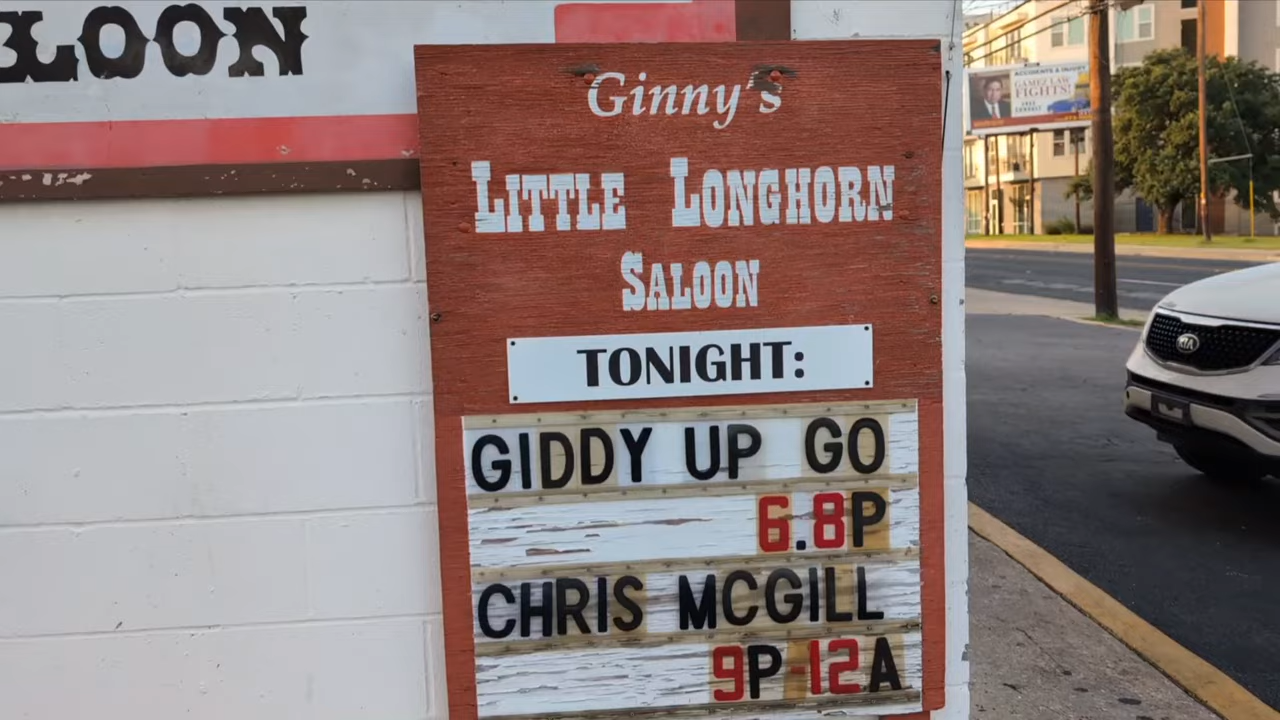 LOON
Ginny's
LITTLE LONGHORN
SALOON
TONIGHT:
GIDDY UP GO
6.8P
CHRIS MCGILL
9P-12A
ACCIDENTS & INJURY
GAMEZ LAW
FIGHTS!
KIA